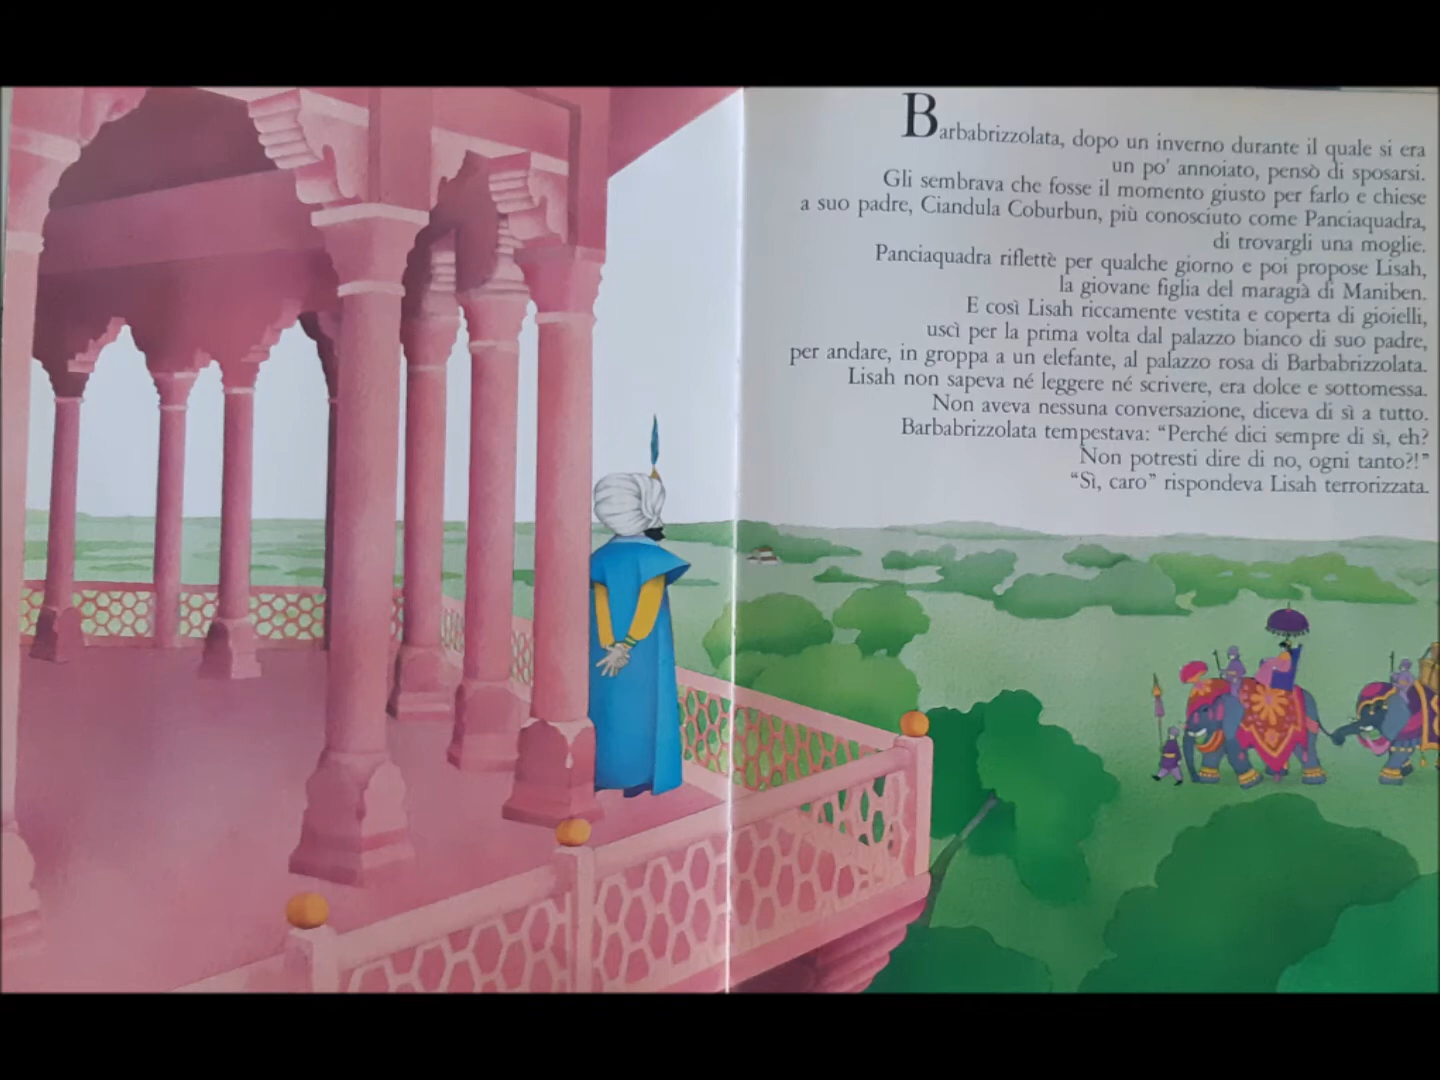 Barbabrizzolata, dopo un inverno durante il quale si era
un po' annoiato, pensò di sposarsi.
Gli sembrava che fosse il momento giusto per farlo e chiese
a suo padre, Ciandula Coburbun, più conosciuto come Panciaquadra,
di trovargli una moglie.
Panciaquadra riflettè per qualche giorno e poi propose Lisah,
la giovane figlia del maragià di Maniben.
E così Lisah riccamente vestita e coperta di gioielli,
uscì per la prima volta dal palazzo bianco di suo padre,
per andare, in groppa a un elefante, al palazzo rosa di Barbabrizzolata.
Lisah non sapeva né leggere né scrivere, era dolce e sottomessa.
Non aveva nessuna conversazione, diceva di sì a tutto.
Barbabrizzolata tempestava: “Perché dici sempre di sì, eh?
Non potresti dire di no, ogni tanto?!”
“Sì, caro” rispondeva Lisah terrorizzata.